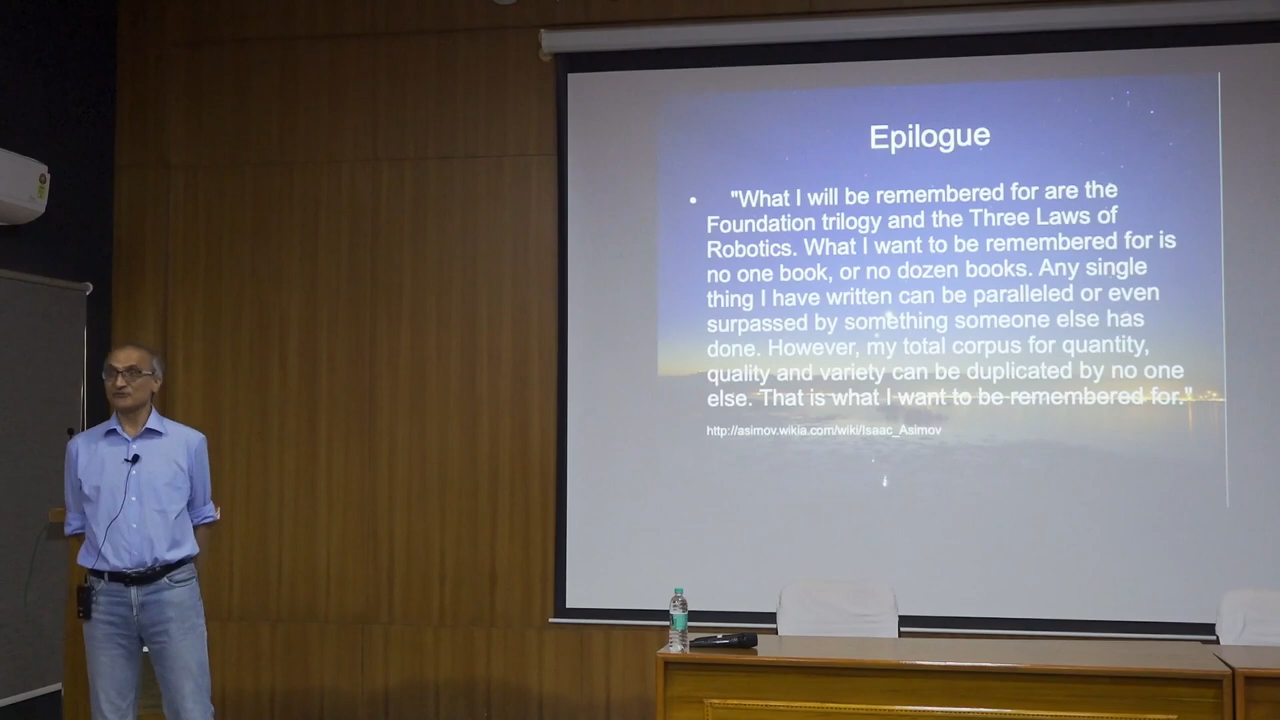 Epilogue
• "What I will be remembered for are the
Foundation trilogy and the Three Laws of
Robotics. What I want to be remembered for is
no one book, or no dozen books. Any single
thing I have written can be paralleled or even
surpassed by something someone else has
done. However, my total corpus for quantity,
quality and variety can be duplicated by no one
else. That is what I want to be remembered for."
http://asimov.wikia.com/wiki/Isaac_Asimov